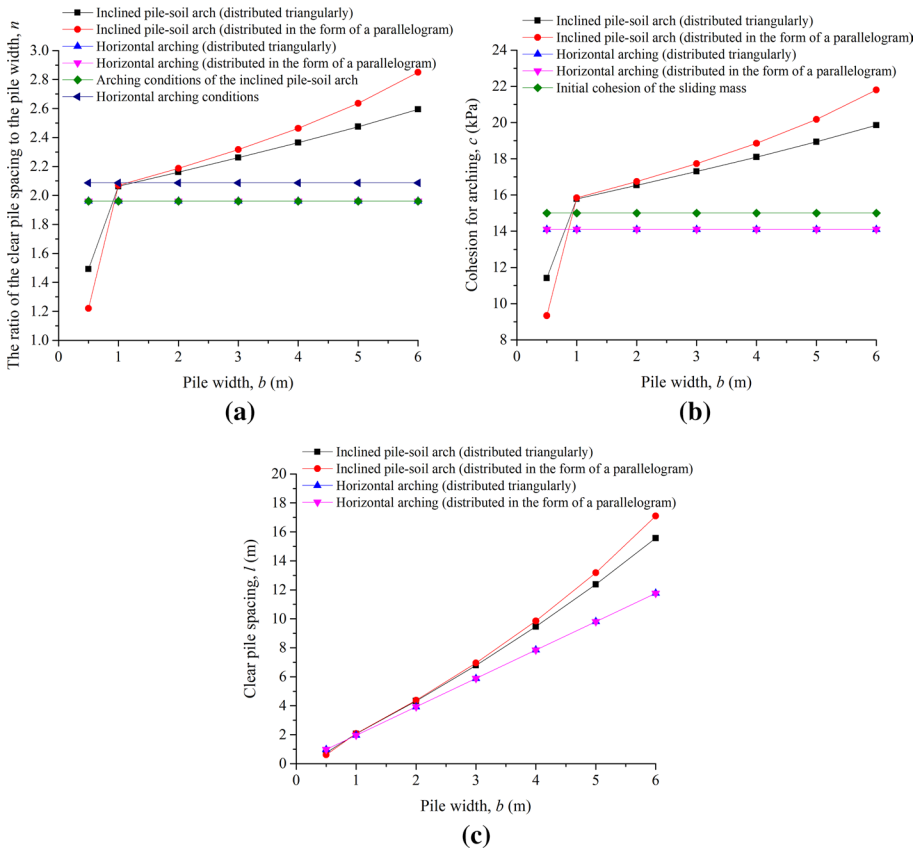 Inclined pile-soil arch (distributed triangularly)
Inclined pile-soil arch (distributed in the form of a parallelogram)
Horizontal arching (distributed triangularly)
Horizontal arching (distributed in the form of a parallelogram)
Arching conditions of the inclined pile-soil arch
Horizontal arching conditions
The ratio of the clear pile spacing to the pile width, n
3.0
2.8
2.6
2.4
2.2
2.0
1.8
1.6
1.4
1.2
1.0
0 1 2 3 4 5 6
Pile width, b (m)
(a)
Inclined pile-soil arch (distributed triangularly)
Inclined pile-soil arch (distributed in the form of a parallelogram)
Horizontal arching (distributed triangularly)
Horizontal arching (distributed in the form of a parallelogram)
Initial cohesion of the sliding mass
Cohesion for arching, c (kPa)
24
22
20
18
16
14
12
10
8
0 1 2 3 4 5 6
Pile width, b (m)
(b)
Inclined pile-soil arch (distributed triangularly)
Inclined pile-soil arch (distributed in the form of a parallelogram)
Horizontal arching (distributed triangularly)
Horizontal arching (distributed in the form of a parallelogram)
Clear pile spacing, l (m)
20
18
16
14
12
10
8
6
4
2
0
0 1 2 3 4 5 6
Pile width, b (m)
(c)